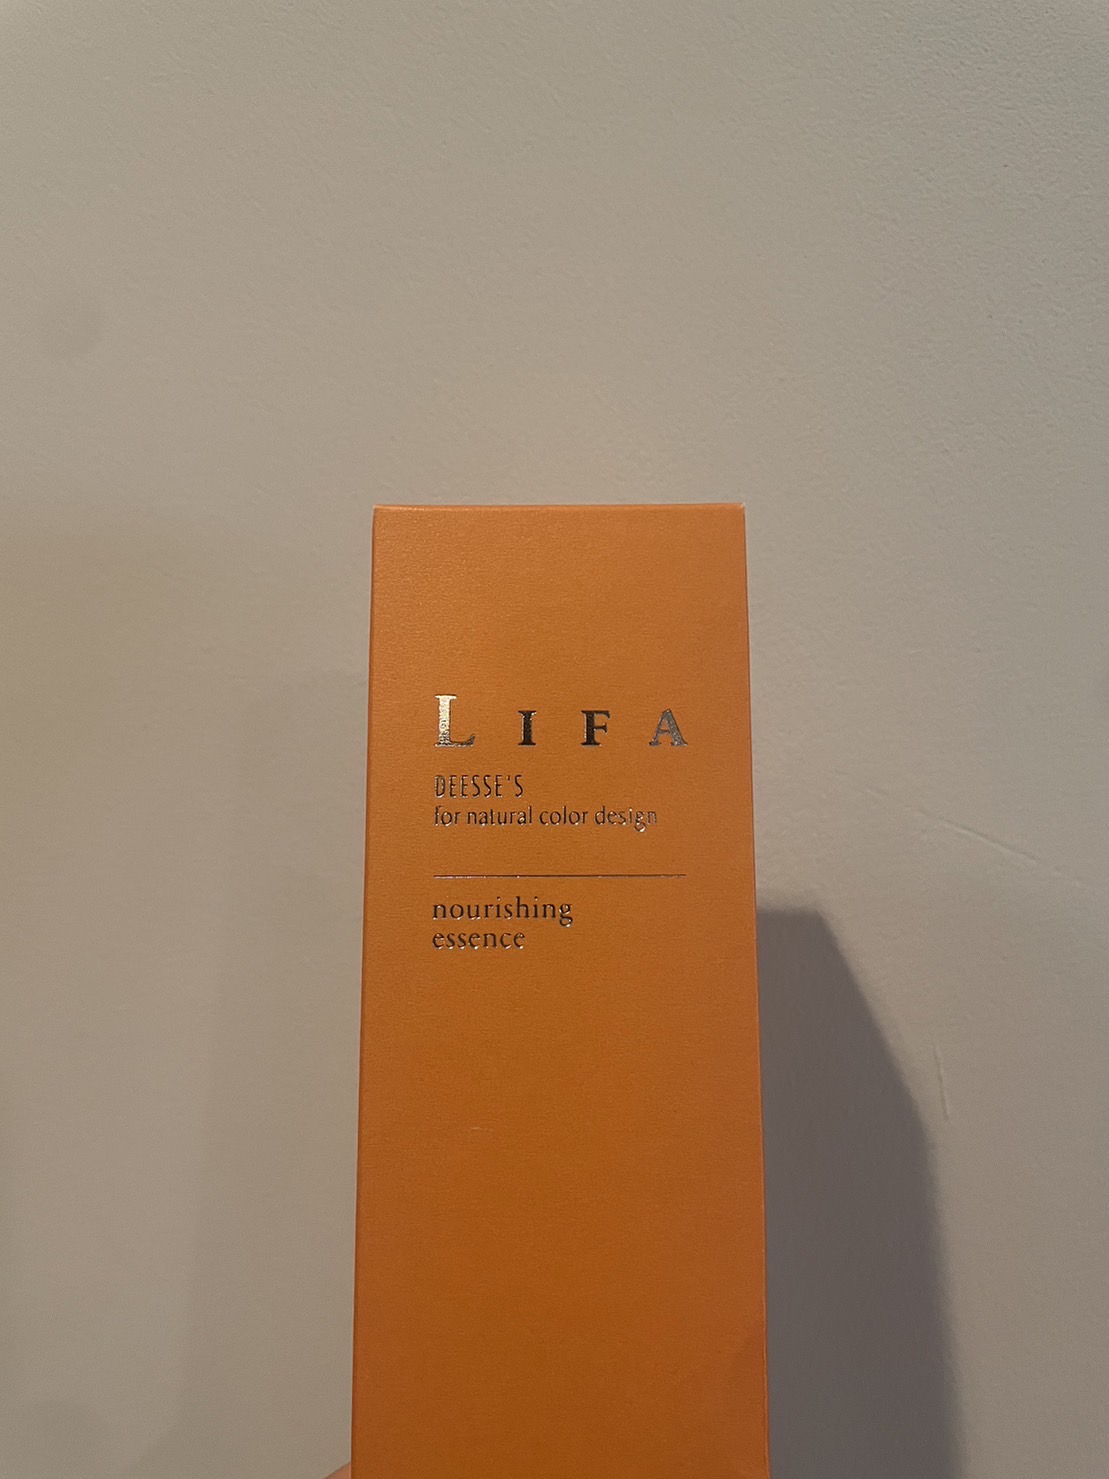 LIFA
DEESSE'S
for natural color design
nourishing
essence